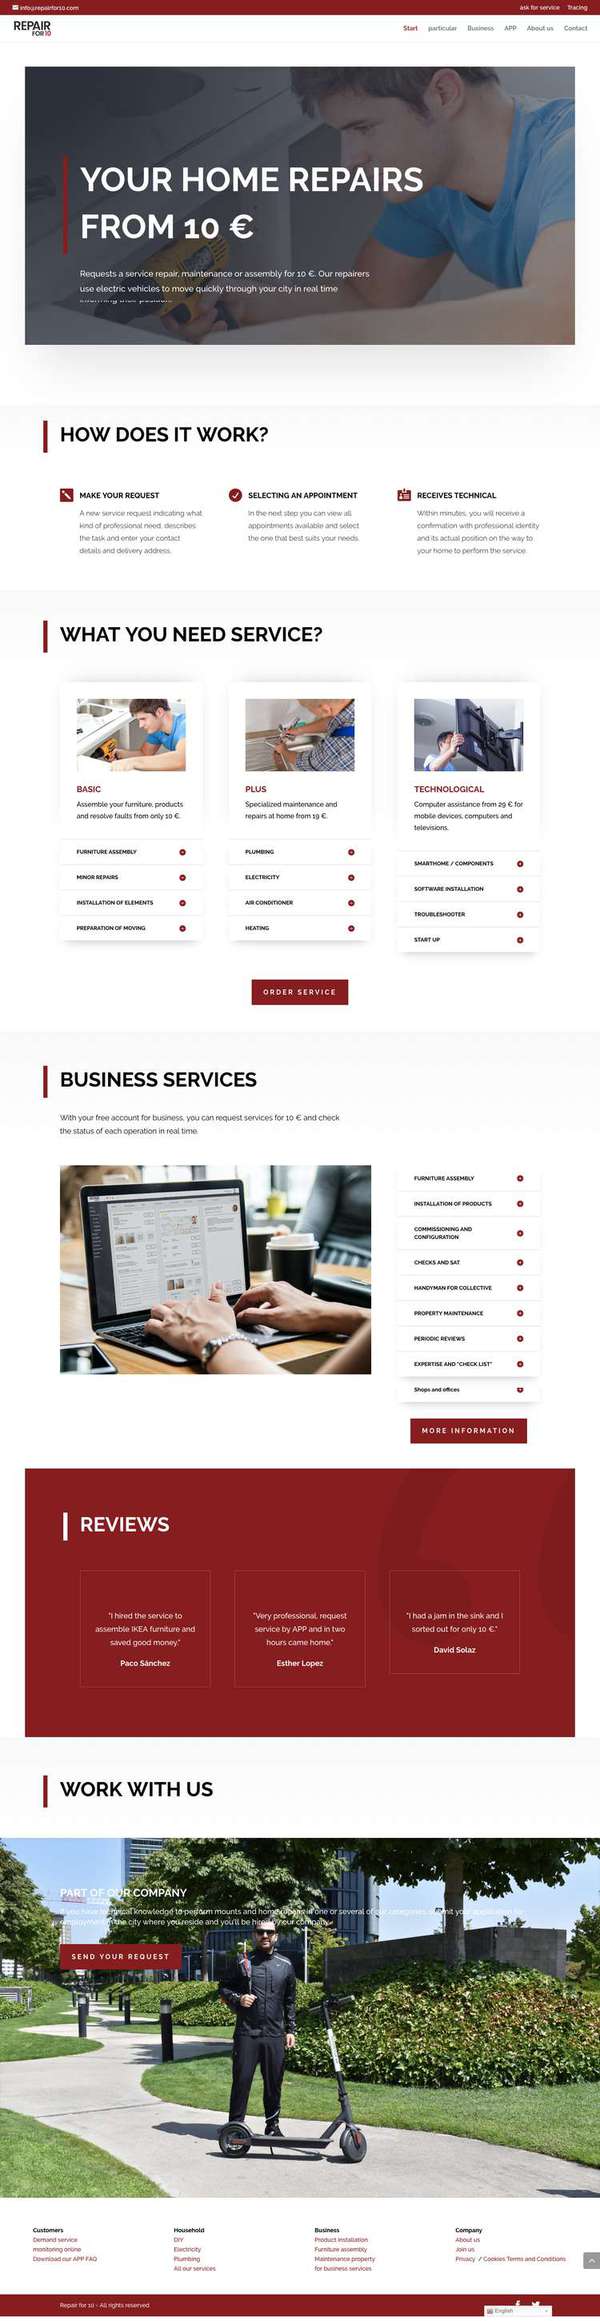 info@repairfor10.com
ask for service Tracing
REPAIR
FOR10
Start particular Business APP About us Contact
YOUR HOME REPAIRS
FROM 10 €
Requests a service repair, maintenance or assembly for 10 €. Our repairers
use electric vehicles to move quickly through your city in real time
informing their position.
HOW DOES IT WORK?
MAKE YOUR REQUEST
A new service request indicating what
kind of professional need, describes
the task and enter your contact
details and delivery address.
SELECTING AN APPOINTMENT
In the next step you can view all
appointments available and select
the one that best suits your needs.
RECEIVES TECHNICAL
Within minutes, you will receive a
confirmation with professional identity
and its actual position on the way to
your home to perform the service.
WHAT YOU NEED SERVICE?
BASIC
Assemble your furniture, products
and resolve faults from only 10 €.
FURNITURE ASSEMBLY
MINOR REPAIRS
INSTALLATION OF ELEMENTS
PREPARATION OF MOVING
PLUS
Specialized maintenance and
repairs at home from 19 €.
PLUMBING
ELECTRICITY
AIR CONDITIONER
HEATING
TECHNOLOGICAL
Computer assistance from 29 € for
mobile devices, computers and
televisions.
SMARTHOME / COMPONENTS
SOFTWARE INSTALLATION
TROUBLESHOOTER
START UP
ORDER SERVICE
BUSINESS SERVICES
With your free account for business, you can request services for 10 € and check
the status of each operation in real time.
FURNITURE ASSEMBLY
INSTALLATION OF PRODUCTS
COMMISSIONING AND
CONFIGURATION
CHECKS AND SAT
HANDYMAN FOR COLLECTIVE
PROPERTY MAINTENANCE
PERIODIC REVIEWS
EXPERTISE AND "CHECK LIST"
Shops and offices
MORE INFORMATION
REVIEWS
"I hired the service to
assemble IKEA furniture and
saved good money."
Paco Sánchez
"Very professional, request
service by APP and in two
hours came home."
Esther Lopez
"I had a jam in the sink and I
sorted out for only 10 €."
David Solaz
WORK WITH US
PART OF OUR COMPANY
If you have technical knowledge to perform mounts and home repairs in one or several of our categories, submit your application for
employment in the city where you reside and you'll be hired by our company.
SEND YOUR REQUEST
Customers
Demand service
monitoring online
Download our APP FAQ
Household
DIY
Electricity
Plumbing
All our services
Business
Product installation
Furniture assembly
Maintenance property
for business services
Company
About us
Join us
Privacy / Cookies Terms and Conditions
Repair for 10 - All rights reserved
English